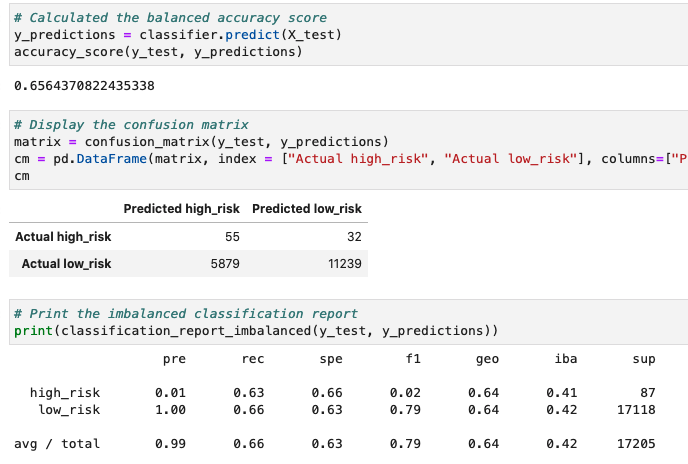 # Calculated the balanced accuracy score
y_predictions = classifier.predict(X_test)
accuracy_score(y_test, y_predictions)
0.6564370822435338
# Display the confusion matrix
matrix = confusion_matrix(y_test, y_predictions)
cm = pd.DataFrame(matrix, index = ["Actual high_risk", "Actual low_risk"], columns=["P
cm
Predicted high_risk Predicted low_risk
Actual high_risk 55 32
Actual low_risk 5879 11239
# Print the imbalanced classification report
print(classification_report_imbalanced(y_test, y_predictions))
pre rec spe f1 geo iba sup
high_risk 0.01 0.63 0.66 0.02 0.64 0.41 87
low_risk 1.00 0.66 0.63 0.79 0.64 0.42 17118
avg / total 0.99 0.66 0.63 0.79 0.64 0.42 17205